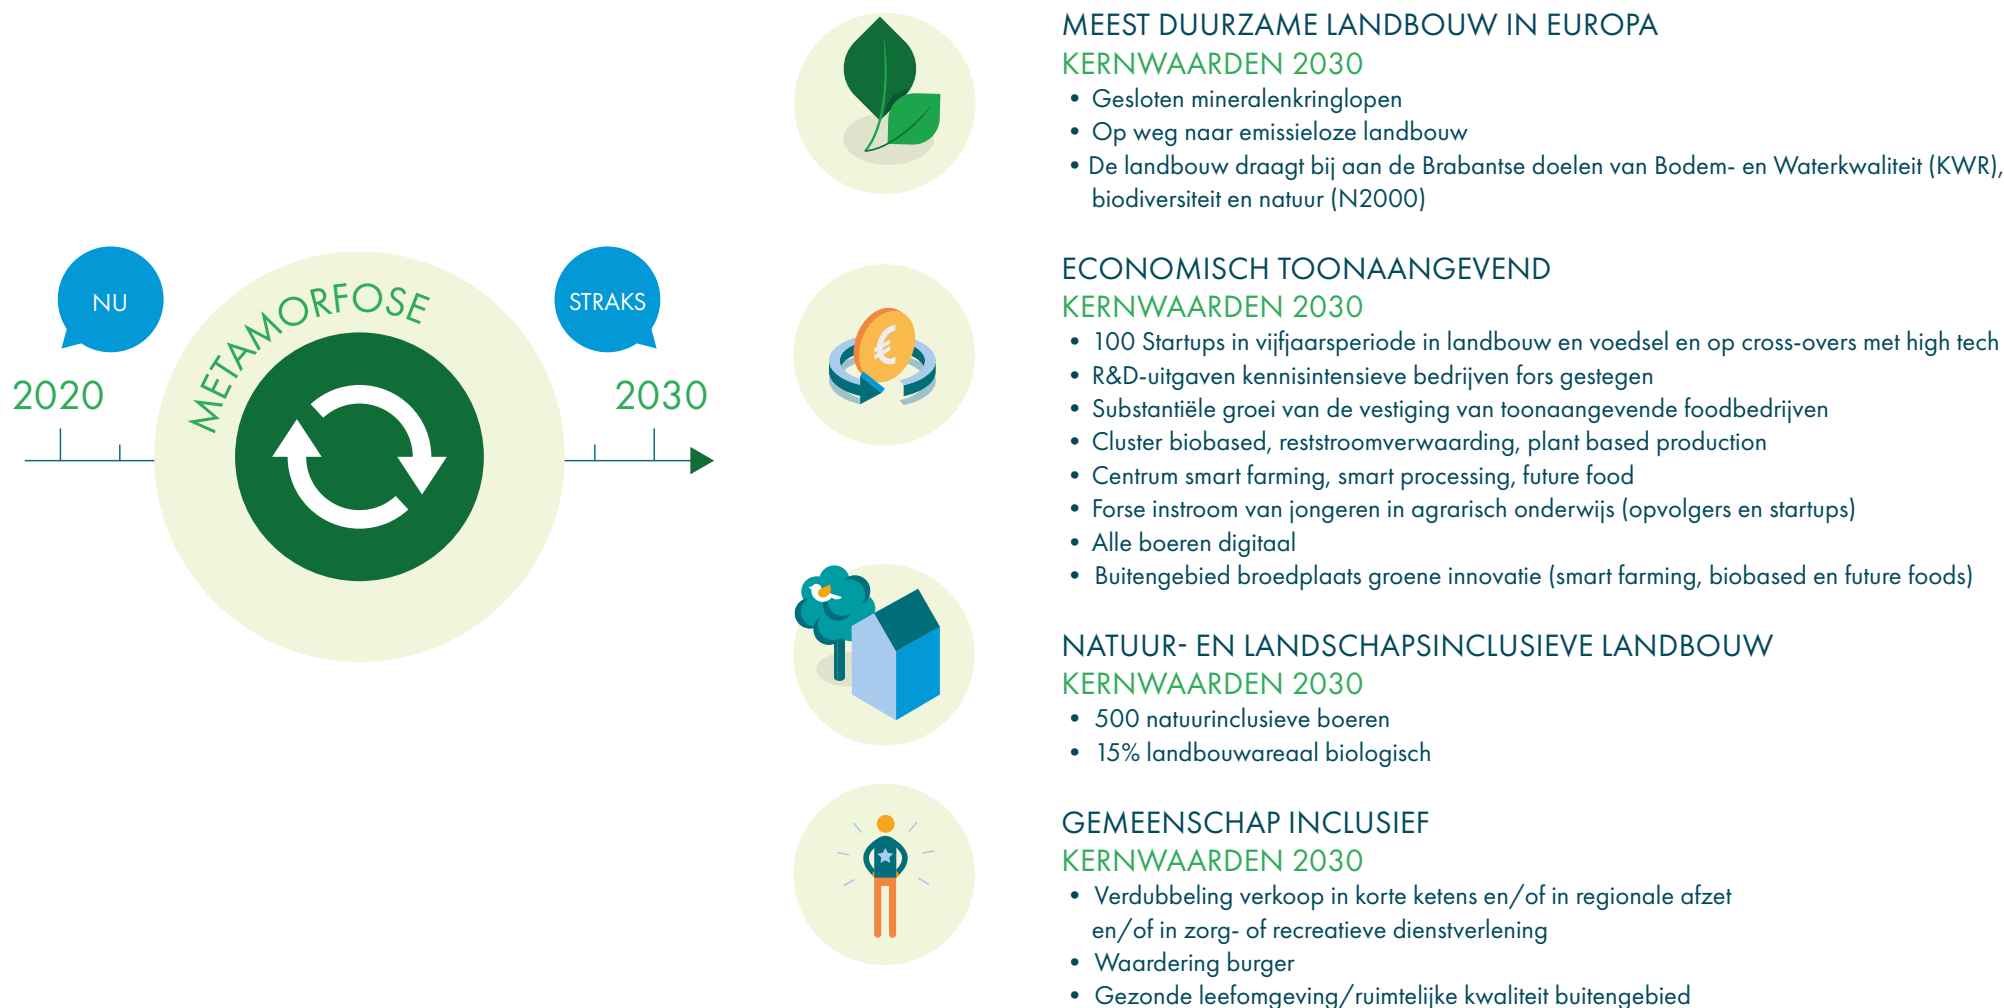 NU
STRAKS
METAMORFOSE
2020
2030
MEEST DUURZAME LANDBOUW IN EUROPA
KERNWAARDEN 2030
• Gesloten mineralenkringlopen
• Op weg naar emissieloze landbouw
• De landbouw draagt bij aan de Brabantse doelen van Bodem- en Waterkwaliteit (KWR),
biodiversiteit en natuur (N2000)
€
ECONOMISCH TOONAANGEVEND
KERNWAARDEN 2030
• 100 Startups in vijfjaarsperiode in landbouw en voedsel en op cross-overs met high tech
• R&D-uitgaven kennisintensieve bedrijven fors gestegen
• Substantiële groei van de vestiging van toonaangevende foodbedrijven
• Cluster biobased, reststroomverwaarding, plant based production
• Centrum smart farming, smart processing, future food
• Forse instroom van jongeren in agrarisch onderwijs (opvolgers en startups)
• Alle boeren digitaal
• Buitengebied broedplaats groene innovatie (smart farming, biobased en future foods)
NATUUR- EN LANDSCHAPSINCLUSIEVE LANDBOUW
KERNWAARDEN 2030
• 500 natuurinclusieve boeren
• 15% landbouwareaal biologisch
GEMEENSCHAP INCLUSIEF
KERNWAARDEN 2030
• Verdubbeling verkoop in korte ketens en/of in regionale afzet
en/of in zorg- of recreatieve dienstverlening
• Waardering burger
• Gezonde leefomgeving/ruimtelijke kwaliteit buitengebied